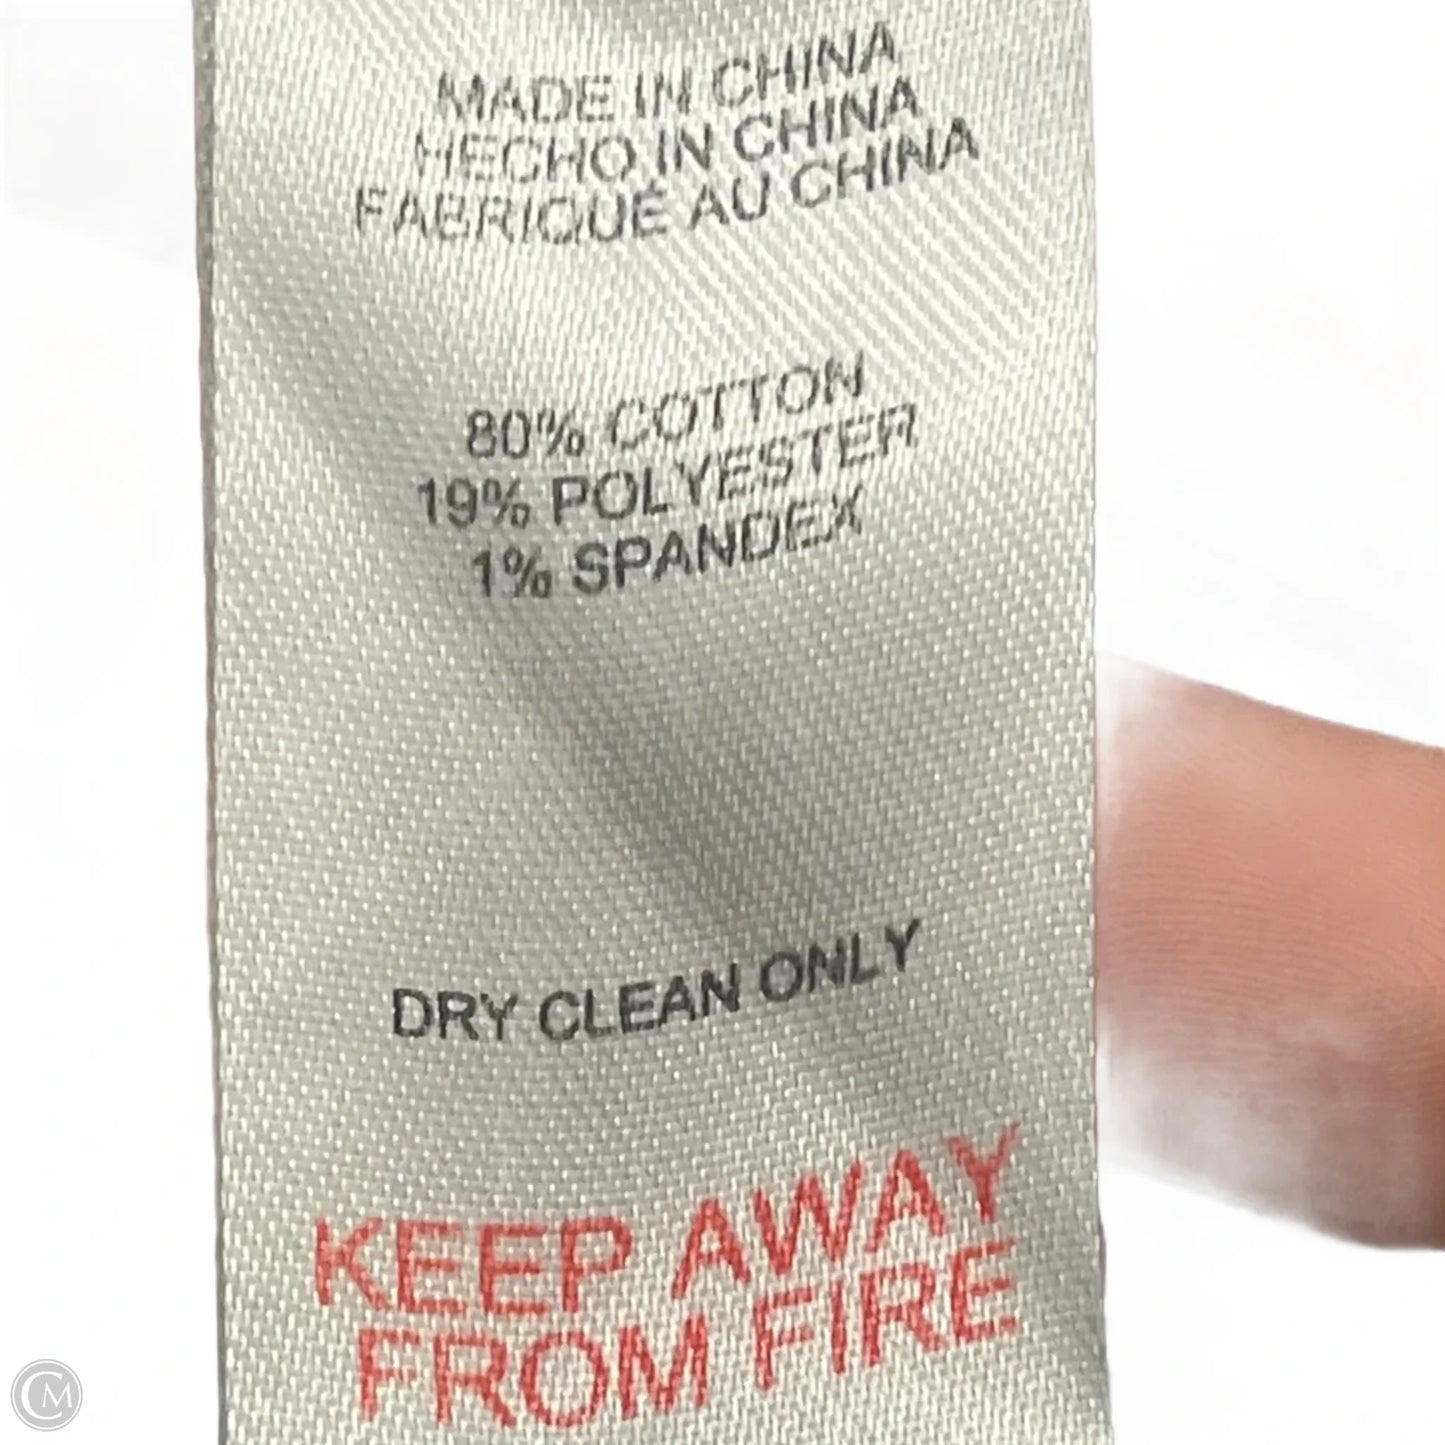 MADE IN CHINA
HECHO IN CHINA
FABRIQUÉ AU CHINA
80% COTTON
19% POLYESTER
1% SPANDEX
DRY CLEAN ONLY
KEEP AWAY
FROM FIRE
CM